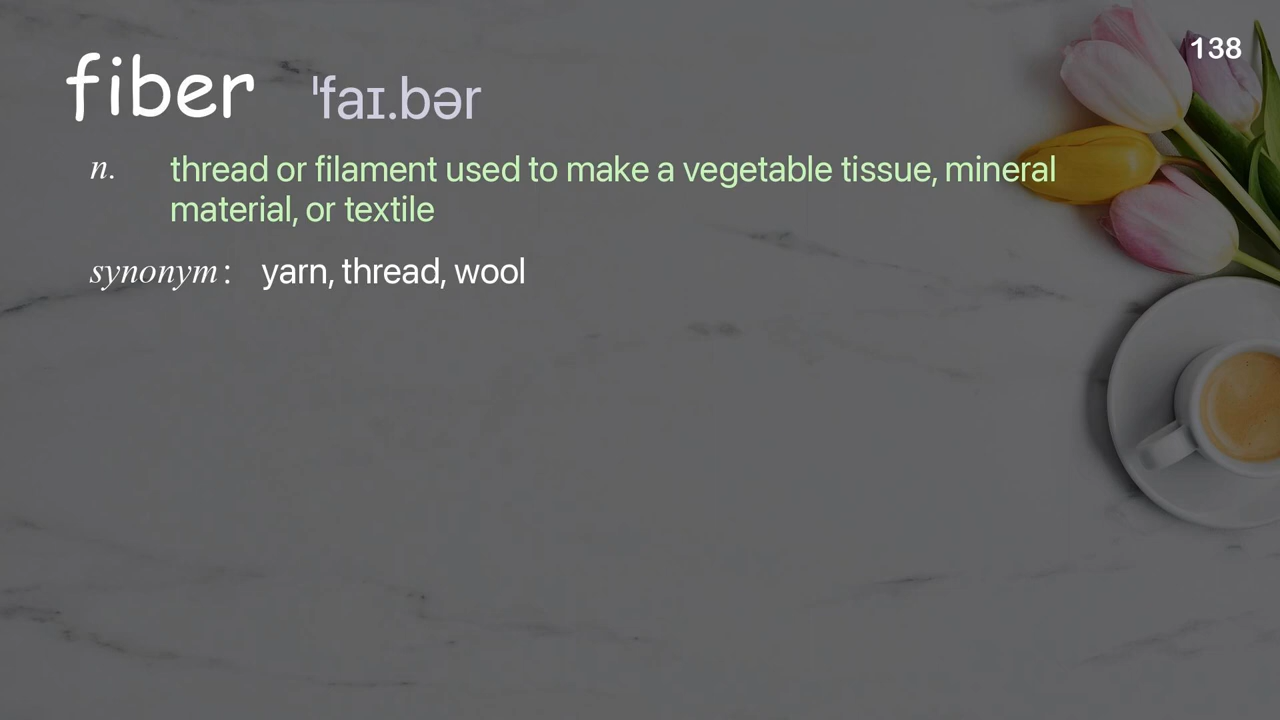 138
fiber ˈfaɪ.bər
n. thread or filament used to make a vegetable tissue, mineral
material, or textile
synonym: yarn, thread, wool